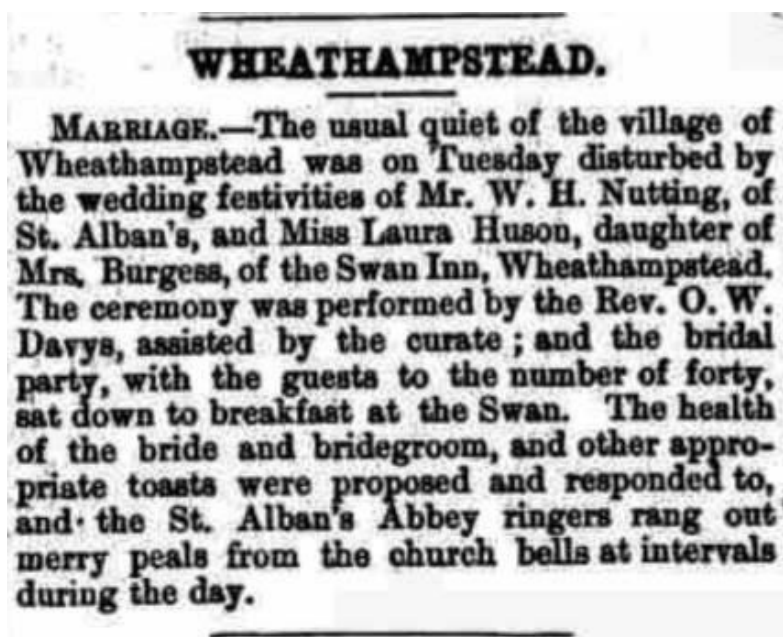 WHEATHAMPSTEAD.
MARRIAGE.—The usual quiet of the village of
Wheathampstead was on Tuesday disturbed by
the wedding festivities of Mr. W. H. Nutting, of
St. Alban's, and Miss Laura Huson, daughter of
Mrs. Burgess, of the Swan Inn, Wheathampstead.
The ceremony was performed by the Rev. O. W.
Davys, assisted by the curate; and the bridal
party, with the guests to the number of forty,
sat down to breakfast at the Swan. The health
of the bride and bridegroom, and other appro-
priate toasts were proposed and responded to,
and the St. Alban's Abbey ringers rang out
merry peals from the church bells at intervals
during the day.